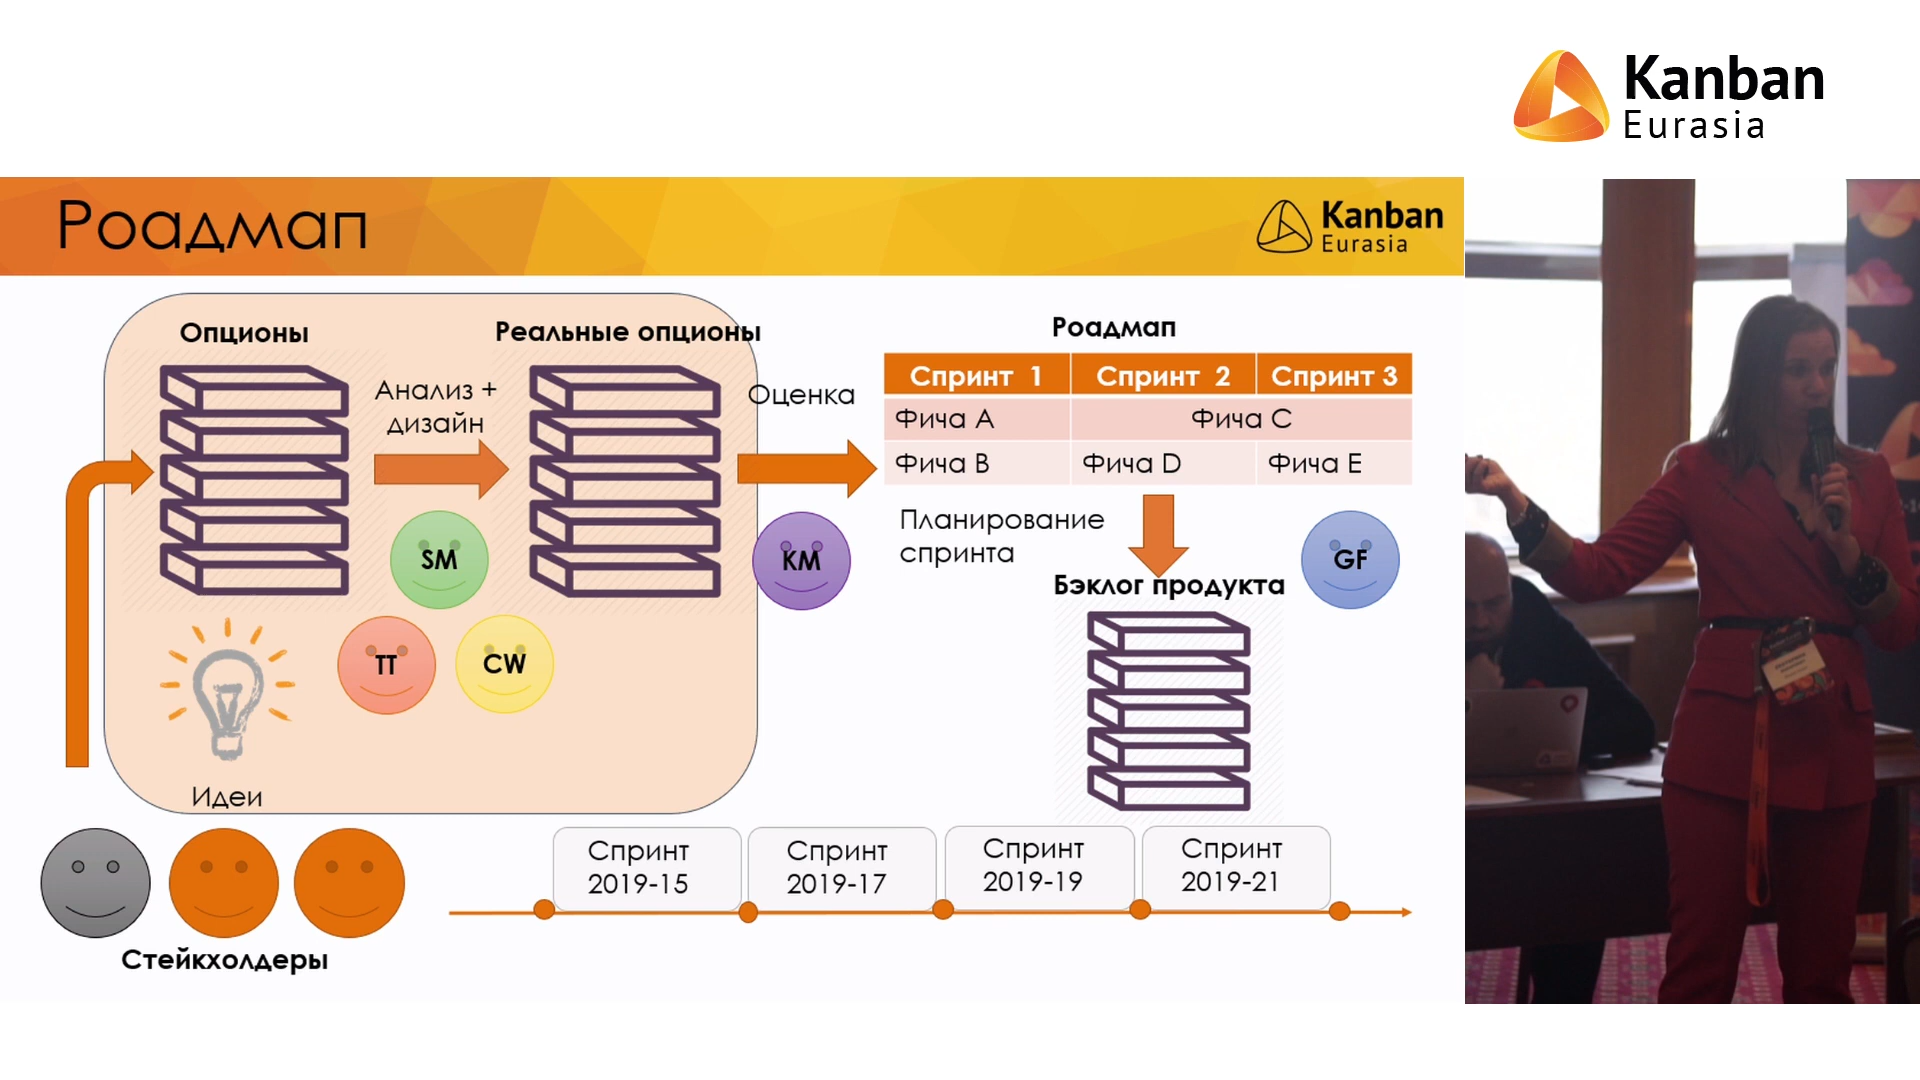 Kanban
Eurasia
Роадмап
Kanban
Eurasia
Опционы
Реальные опционы
Роадмап
Анализ +
дизайн
Оценка
Спринт 1
Спринт 2
Спринт 3
Фича A
Фича C
Фича B
Фича D
Фича E
SM
KM
GF
Планирование
спринта
Бэклог продукта
TT
CW
Идеи
Спринт
2019-15
Спринт
2019-17
Спринт
2019-19
Спринт
2019-21
Стейкхолдеры